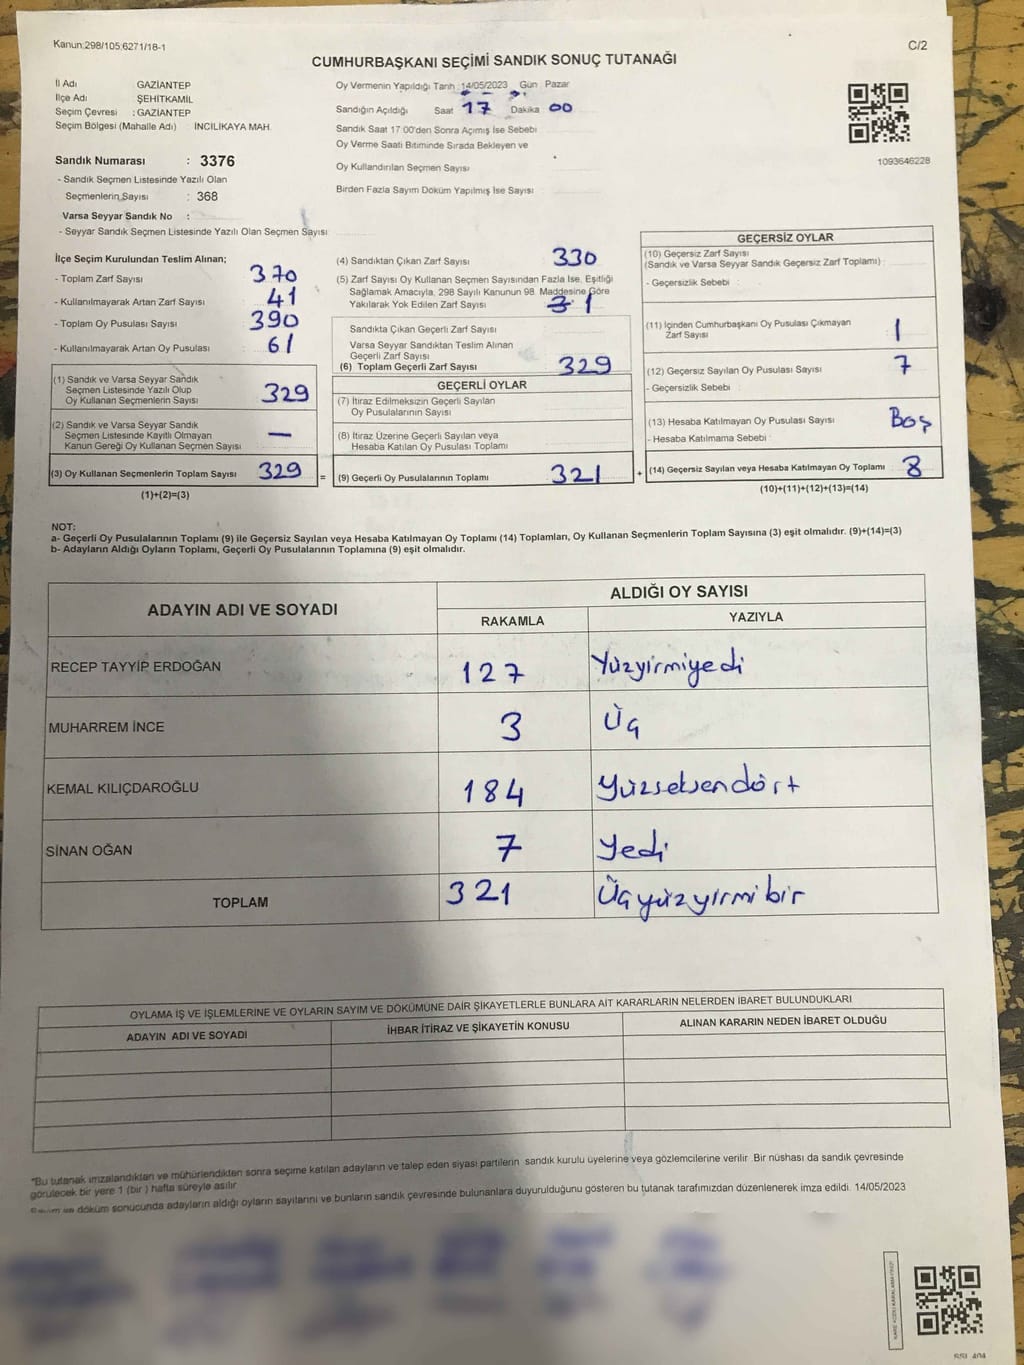 Kanun:298/105:6271/18-1
C/2
CUMHURBAŞKANI SEÇİMİ SANDIK SONUÇ TUTANAĞI
İl Adı GAZİANTEP
İlçe Adı ŞEHİTKAMİL
Seçim Çevresi : GAZİANTEP
Seçim Bölgesi (Mahalle Adı) İNCİLİKAYA MAH.
Sandık Numarası : 3376
- Sandık Seçmen Listesinde Yazılı Olan
Seçmenlerin Sayısı : 368
Varsa Seyyar Sandık No :
- Seyyar Sandık Seçmen Listesinde Yazılı Olan Seçmen Sayısı
Oy Vermenin Yapıldığı Tarih : 14/05/2023 Gün Pazar
Sandığın Açıldığı Saat 17 Dakika 00
Sandık Saat 17:00'den Sonra Açımış İse Sebebi
Oy Verme Saati Bitiminde Sırada Bekleyen ve
Oy Kullandırılan Seçmen Sayısı
Birden Fazla Sayım Döküm Yapılmış İse Sayısı
1093646228
İlçe Seçim Kurulundan Teslim Alınan;
- Toplam Zarf Sayısı 370
- Kullanılmayarak Artan Zarf Sayısı 41
- Toplam Oy Pusulası Sayısı 390
- Kullanılmayarak Artan Oy Pusulası 61
(1) Sandık ve Varsa Seyyar Sandık
Seçmen Listesinde Yazılı Olup
Oy Kullanan Seçmenlerin Sayısı 329
(2) Sandık ve Varsa Seyyar Sandık
Seçmen Listesinde Kayıtlı Olmayan
Kanun Gereği Oy Kullanan Seçmen Sayısı —
(3) Oy Kullanan Seçmenlerin Toplam Sayısı 329
(1)+(2)=(3)
(4) Sandıktan Çıkan Zarf Sayısı 330
(5) Zarf Sayısı Oy Kullanan Seçmen Sayısından Fazla İse, Eşitliği
Sağlamak Amacıyla, 298 Sayılı Kanunun 98. Maddesine Göre
Yakılarak Yok Edilen Zarf Sayısı 1
Sandıkta Çıkan Geçerli Zarf Sayısı
Varsa Seyyar Sandıktan Teslim Alınan
Geçerli Zarf Sayısı
(6) Toplam Geçerli Zarf Sayısı 329
GEÇERLİ OYLAR
(7) İtiraz Edilmeksizin Geçerli Sayılan
Oy Pusulalarının Sayısı
(8) İtiraz Üzerine Geçerli Sayılan veya
Hesaba Katılan Oy Pusulası Toplamı
= (9) Geçerli Oy Pusulalarının Toplamı 321 +
GEÇERSİZ OYLAR
(10) Geçersiz Zarf Sayısı
(Sandık ve Varsa Seyyar Sandık Geçersiz Zarf Toplamı) :
- Geçersizlik Sebebi :
(11) İçinden Cumhurbaşkanı Oy Pusulası Çıkmayan
Zarf Sayısı 1
(12) Geçersiz Sayılan Oy Pusulası Sayısı 7
- Geçersizlik Sebebi :
(13) Hesaba Katılmayan Oy Pusulası Sayısı Boş
- Hesaba Katılmama Sebebi
(14) Geçersiz Sayılan veya Hesaba Katılmayan Oy Toplamı 8
(10)+(11)+(12)+(13)=(14)
NOT:
a- Geçerli Oy Pusulalarının Toplamı (9) ile Geçersiz Sayılan veya Hesaba Katılmayan Oy Toplamı (14) Toplamları, Oy Kullanan Seçmenlerin Toplam Sayısına (3) eşit olmalıdır. (9)+(14)=(3)
b- Adayların Aldığı Oyların Toplamı, Geçerli Oy Pusulalarının Toplamına (9) eşit olmalıdır.
ADAYIN ADI VE SOYADI
ALDIĞI OY SAYISI
RAKAMLA YAZIYLA
RECEP TAYYİP ERDOĞAN 127 Yüzyirmiyedi
MUHARREM İNCE 3 Üç
KEMAL KILIÇDAROĞLU 184 Yüzseksendört
SİNAN OĞAN 7 Yedi
TOPLAM 321 Üçyüzyirmibir
OYLAMA İŞ VE İŞLEMLERİNE VE OYLARIN SAYIM VE DÖKÜMÜNE DAİR ŞİKAYETLERLE BUNLARA AİT KARARLARIN NELERDEN İBARET BULUNDUKLARI
ADAYIN ADI VE SOYADI İHBAR İTİRAZ VE ŞİKAYETİN KONUSU ALINAN KARARIN NEDEN İBARET OLDUĞU
*Bu tutanak imzalandıktan ve mühürlendikten sonra seçime katılan adayların ve talep eden siyasi partilerin sandık kurulu üyelerine veya gözlemcilerine verilir. Bir nüshası da sandık çevresinde
görülecek bir yere 1 (bir) hafta süreyle asılır.
Sayım ve döküm sonucunda adayların aldığı oyların sayılarını ve bunların sandık çevresinde bulunanlara duyurulduğunu gösteren bu tutanak tarafımızdan düzenlenerek imza edildi. 14/05/2023